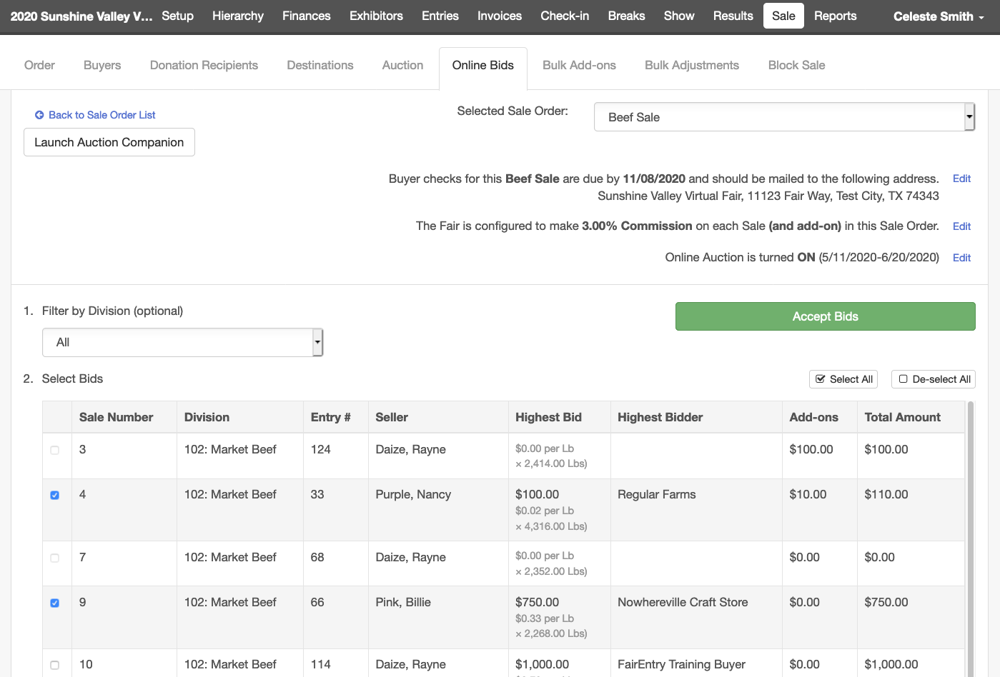 2020 Sunshine Valley V... Setup Hierarchy Finances Exhibitors Entries Invoices Check-in Breaks Show Results Sale Reports Celeste Smith
Order Buyers Donation Recipients Destinations Auction Online Bids Bulk Add-ons Bulk Adjustments Block Sale
Back to Sale Order List
Selected Sale Order: Beef Sale
Launch Auction Companion
Buyer checks for this Beef Sale are due by 11/08/2020 and should be mailed to the following address. Edit
Sunshine Valley Virtual Fair, 11123 Fair Way, Test City, TX 74343
The Fair is configured to make 3.00% Commission on each Sale (and add-on) in this Sale Order. Edit
Online Auction is turned ON (5/11/2020-6/20/2020) Edit
1. Filter by Division (optional)
Accept Bids
All
2. Select Bids
Select All De-select All
Sale Number Division Entry # Seller Highest Bid Highest Bidder Add-ons Total Amount
3 102: Market Beef 124 Daize, Rayne $0.00 per Lb $100.00 $100.00
× 2,414.00 Lbs)
4 102: Market Beef 33 Purple, Nancy $100.00 Regular Farms $10.00 $110.00
$0.02 per Lb
× 4,316.00 Lbs)
7 102: Market Beef 68 Daize, Rayne $0.00 per Lb $0.00 $0.00
× 2,352.00 Lbs)
9 102: Market Beef 66 Pink, Billie $750.00 Nowhereville Craft Store $0.00 $750.00
$0.33 per Lb
× 2,268.00 Lbs)
10 102: Market Beef 114 Daize, Rayne $1,000.00 FairEntry Training Buyer $0.00 $1,000.00